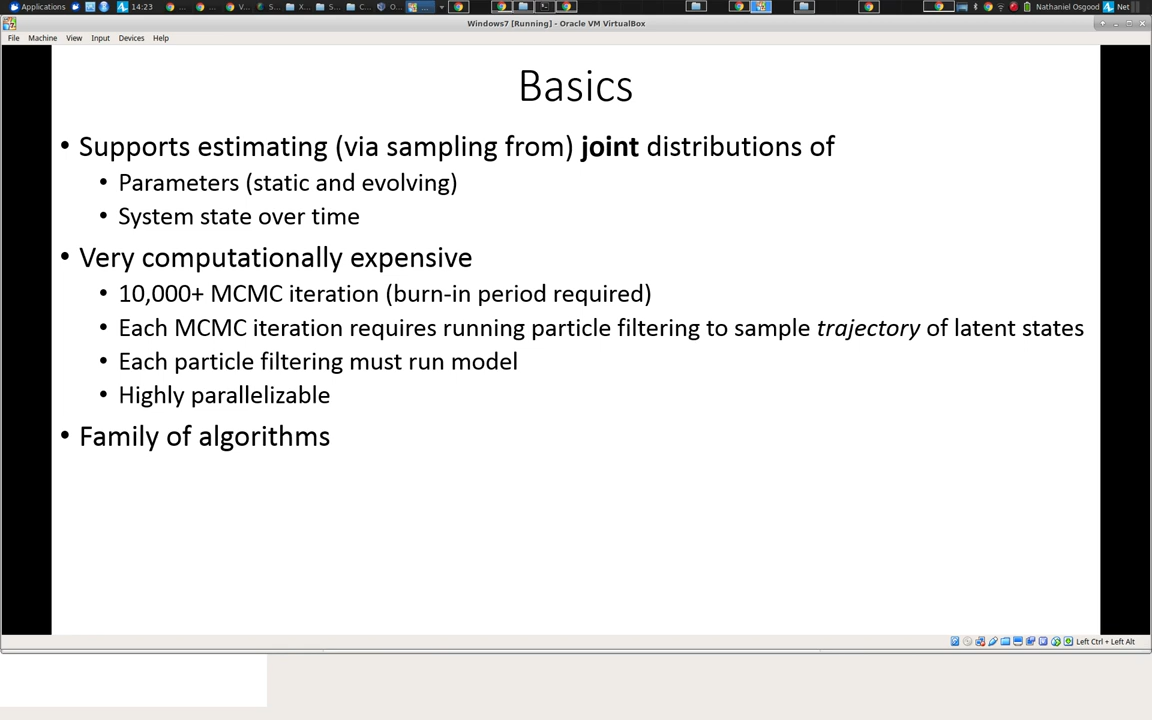 Applications 14:23 Nathaniel Osgood Net
Windows7 [Running] - Oracle VM VirtualBox
File Machine View Input Devices Help
Basics
• Supports estimating (via sampling from) joint distributions of
• Parameters (static and evolving)
• System state over time
• Very computationally expensive
• 10,000+ MCMC iteration (burn-in period required)
• Each MCMC iteration requires running particle filtering to sample trajectory of latent states
• Each particle filtering must run model
• Highly parallelizable
• Family of algorithms
Left Ctrl + Left Alt